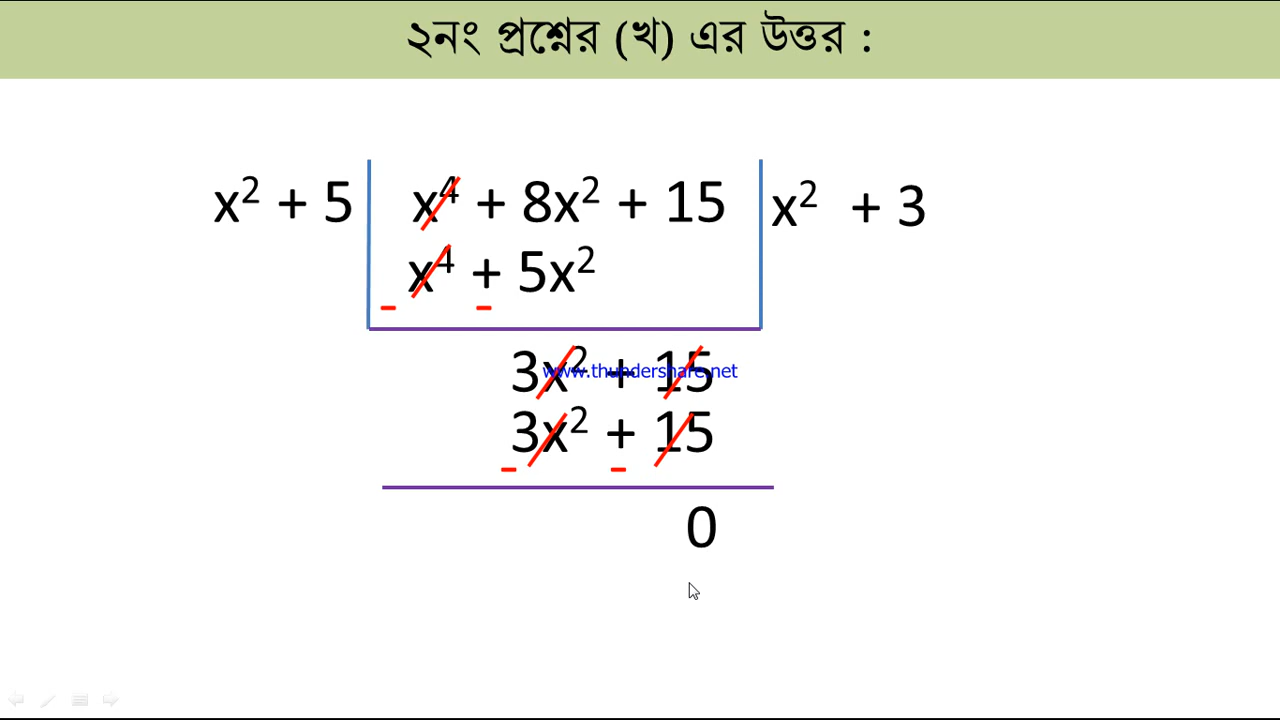 ২নং প্রশ্নের (খ) এর উত্তর :
x² + 5 x⁴ + 8x² + 15 x² + 3
x⁴ + 5x²
- -
3x² + 15
www.thundershare.net
3x² + 15
- -
0